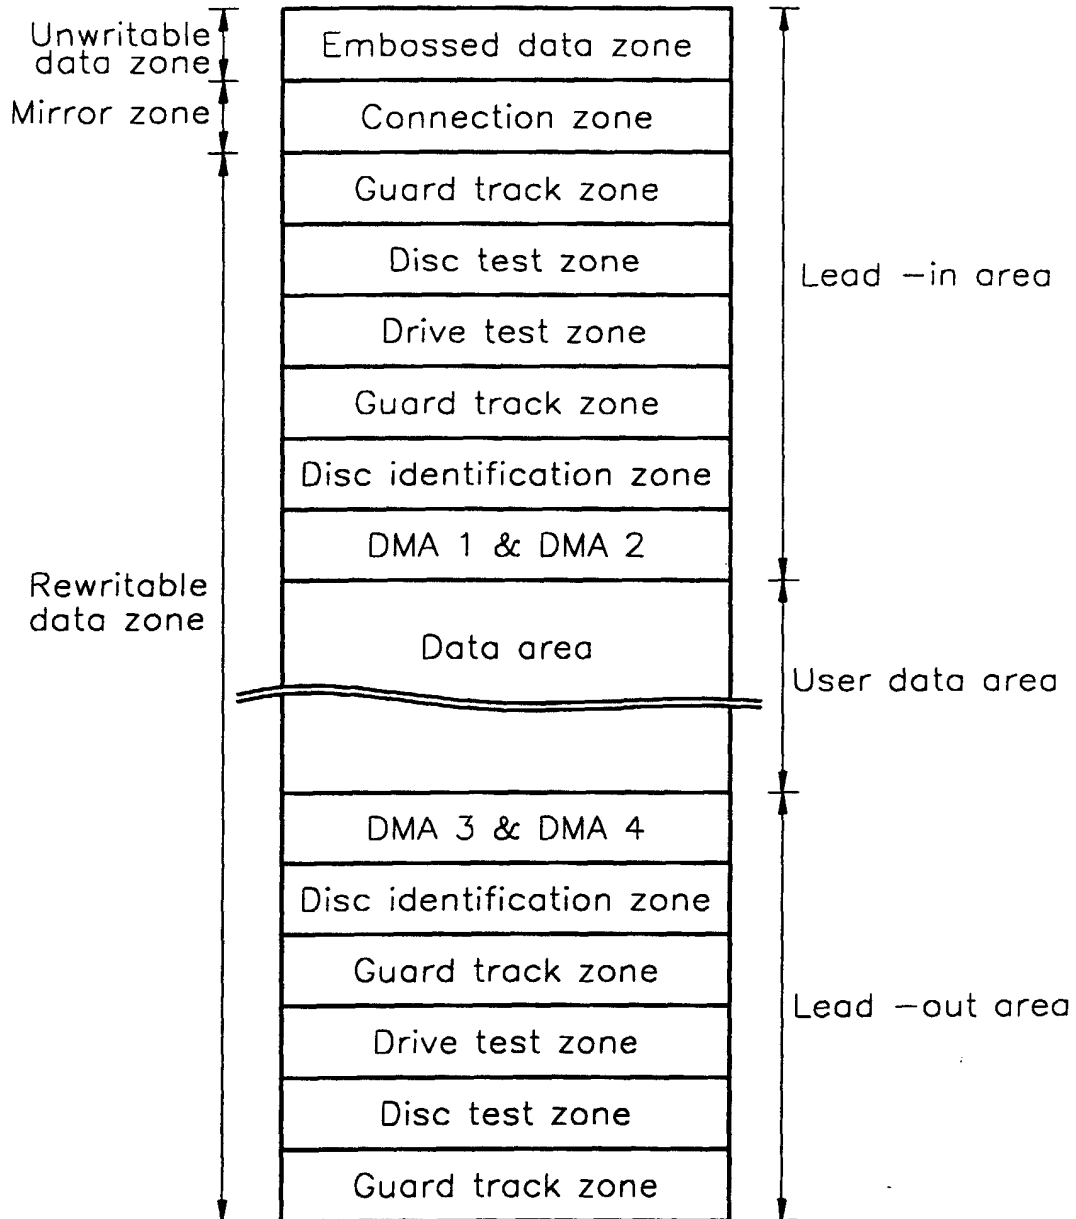 Unwritable
data zone
Mirror zone
Rewritable
data zone
Embossed data zone
Connection zone
Guard track zone
Disc test zone
Drive test zone
Guard track zone
Disc identification zone
DMA 1 & DMA 2
Data area
DMA 3 & DMA 4
Disc identification zone
Guard track zone
Drive test zone
Disc test zone
Guard track zone
Lead -in area
User data area
Lead -out area